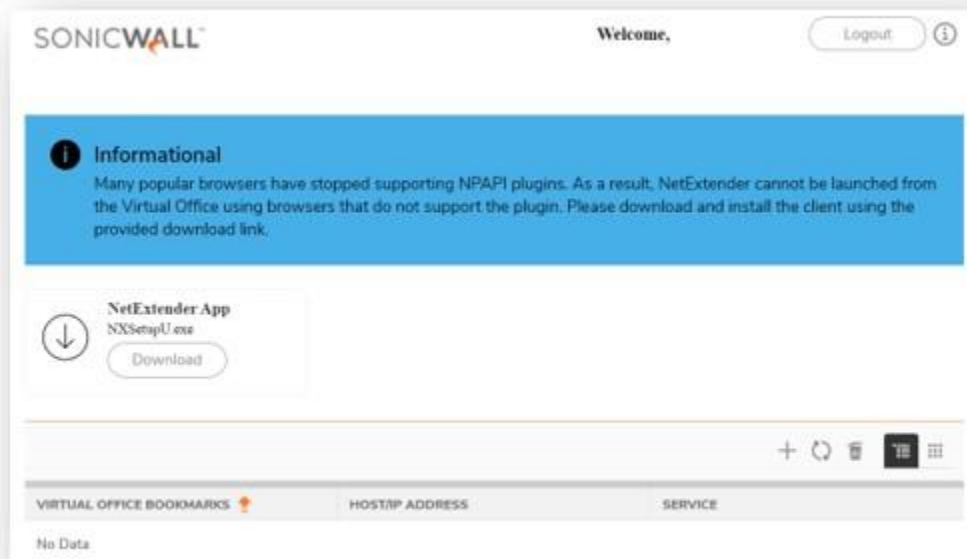 SONICWALL
Welcome,
Logout
Informational
Many popular browsers have stopped supporting NPAPI plugins. As a result, NetExtender cannot be launched from
the Virtual Office using browsers that do not support the plugin. Please download and install the client using the
provided download link.
NetExtender App
NXSetupU.exe
Download
VIRTUAL OFFICE BOOKMARKS HOST/IP ADDRESS SERVICE
No Data